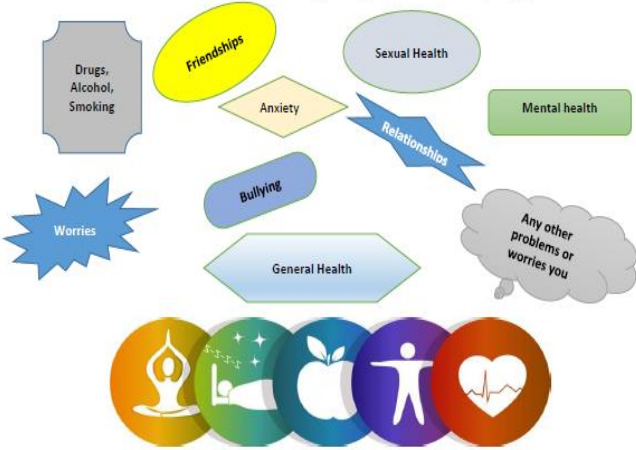 Friendships
Sexual Health
Drugs,
Alcohol,
Smoking
Anxiety
Mental health
Relationships
Bullying
Worries
Any other
problems or
worries you
General Health